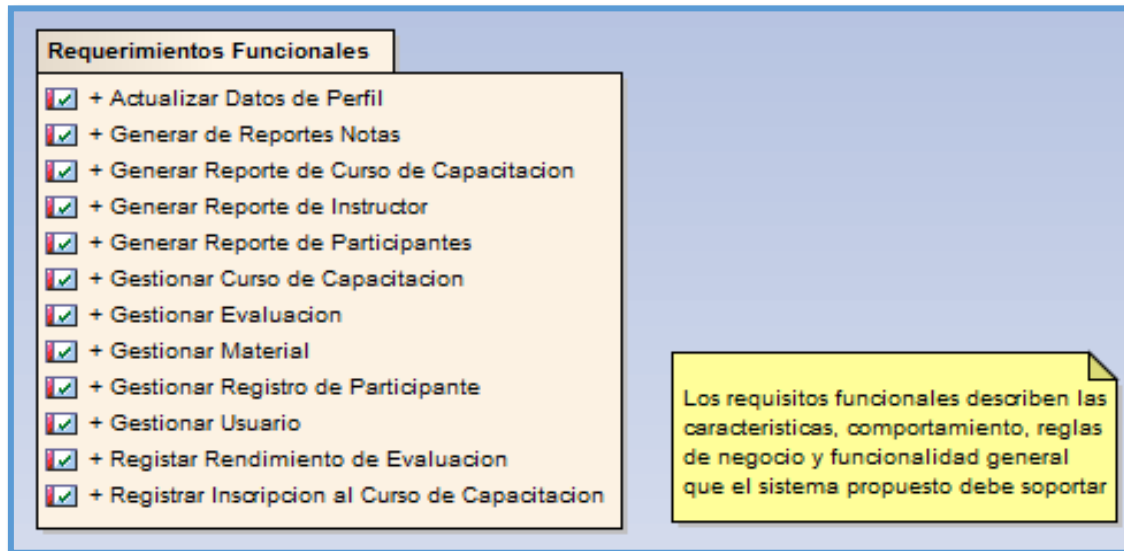 Requerimientos Funcionales
+ Actualizar Datos de Perfil
+ Generar de Reportes Notas
+ Generar Reporte de Curso de Capacitacion
+ Generar Reporte de Instructor
+ Generar Reporte de Participantes
+ Gestionar Curso de Capacitacion
+ Gestionar Evaluacion
+ Gestionar Material
+ Gestionar Registro de Participante
+ Gestionar Usuario
+ Registar Rendimiento de Evaluacion
+ Registrar Inscripcion al Curso de Capacitacion
Los requisitos funcionales describen las
caracteristicas, comportamiento, reglas
de negocio y funcionalidad general
que el sistema propuesto debe soportar